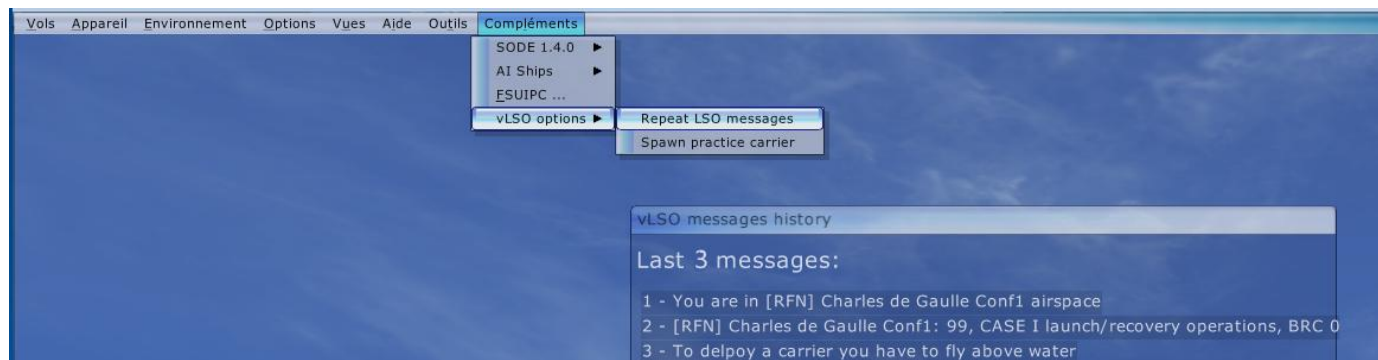 Vols Appareil Environnement Options Vues Aide Outils Compléments
SODE 1.4.0
AI Ships
FSUIPC ...
vLSO options
Repeat LSO messages
Spawn practice carrier
vLSO messages history
Last 3 messages:
1 - You are in [RFN] Charles de Gaulle Conf1 airspace
2 - [RFN] Charles de Gaulle Conf1: 99, CASE I launch/recovery operations, BRC 0
3 - To delpoy a carrier you have to fly above water